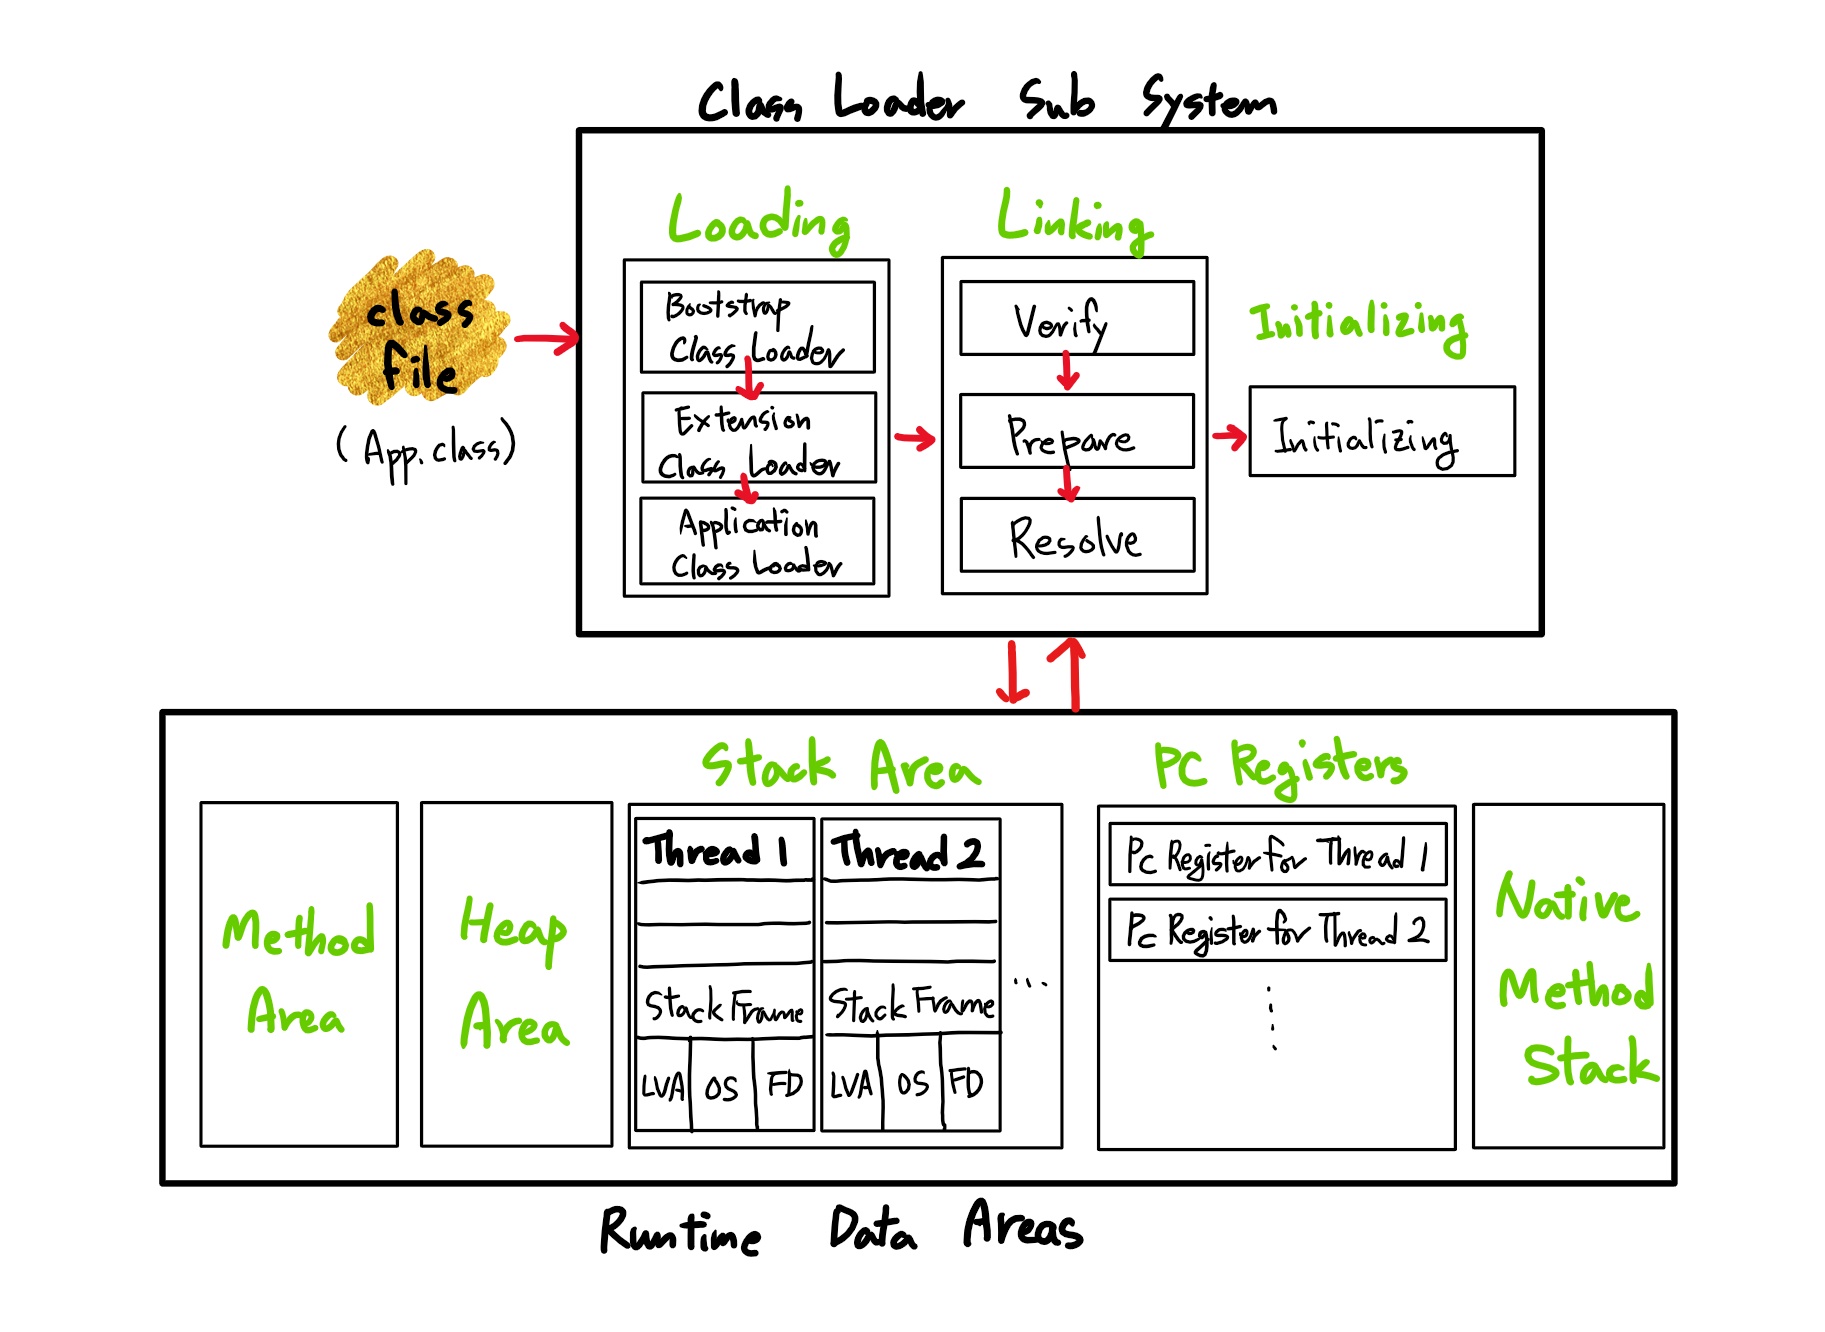 Class Loader Sub System
class
file
(App.class)
Loading
Bootstrap
Class Loader
Extension
Class Loader
Application
Class Loader
Linking
Verify
Prepare
Resolve
Initializing
Initializing
Method
Area
Heap
Area
Stack Area
Thread 1
Stack Frame
LVA OS FD
Thread 2
Stack Frame
LVA OS FD
...
PC Registers
PC Register for Thread 1
PC Register for Thread 2
Native
Method
Stack
Runtime Data Areas